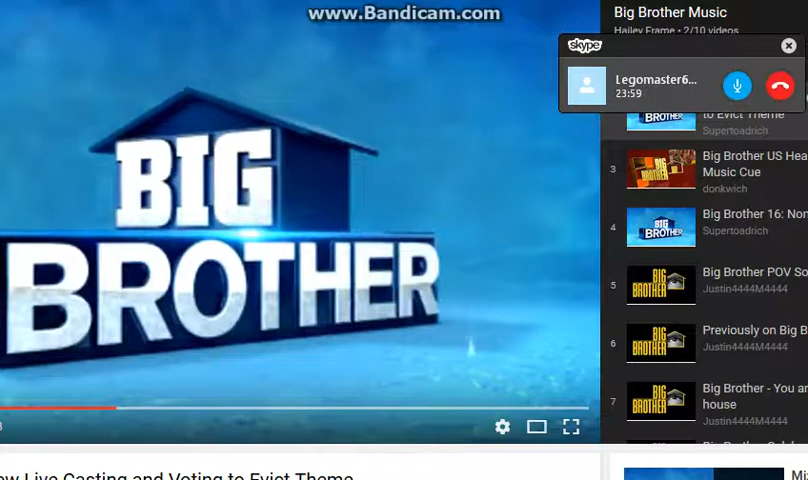 www.Bandicam.com
BIG
BROTHER
Live Casting and Voting to Evict Theme
Big Brother Music
Hailey Frame • 2/10 videos
skype
Legomaster6...
23:59
to Evict Theme
Supertoadrich
3
Big Brother US Hea
Music Cue
donkwich
4
Big Brother 16: Nom
Supertoadrich
5
Big Brother POV So
Justin4444M4444
6
Previously on Big B
Justin4444M4444
7
Big Brother - You ar
house
Justin4444M4444
Mi